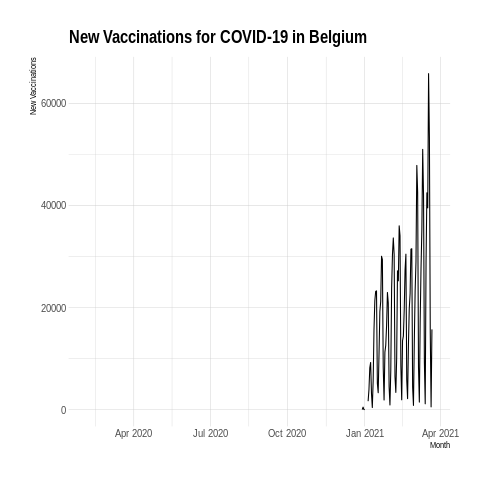 New Vaccinations for COVID-19 in Belgium
New Vaccinations
60000
40000
20000
0
Apr 2020 Jul 2020 Oct 2020 Jan 2021 Apr 2021
Month